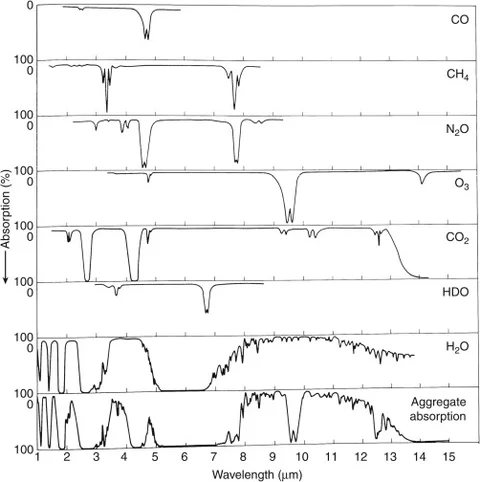 0
CO
100
0
CH4
100
0
N2O
100
0
O3
100
0
CO2
100
0
HDO
100
0
H2O
100
0
Aggregate
absorption
100
Absorption (%)
1 2 3 4 5 6 7 8 9 10 11 12 13 14 15
Wavelength (μm)